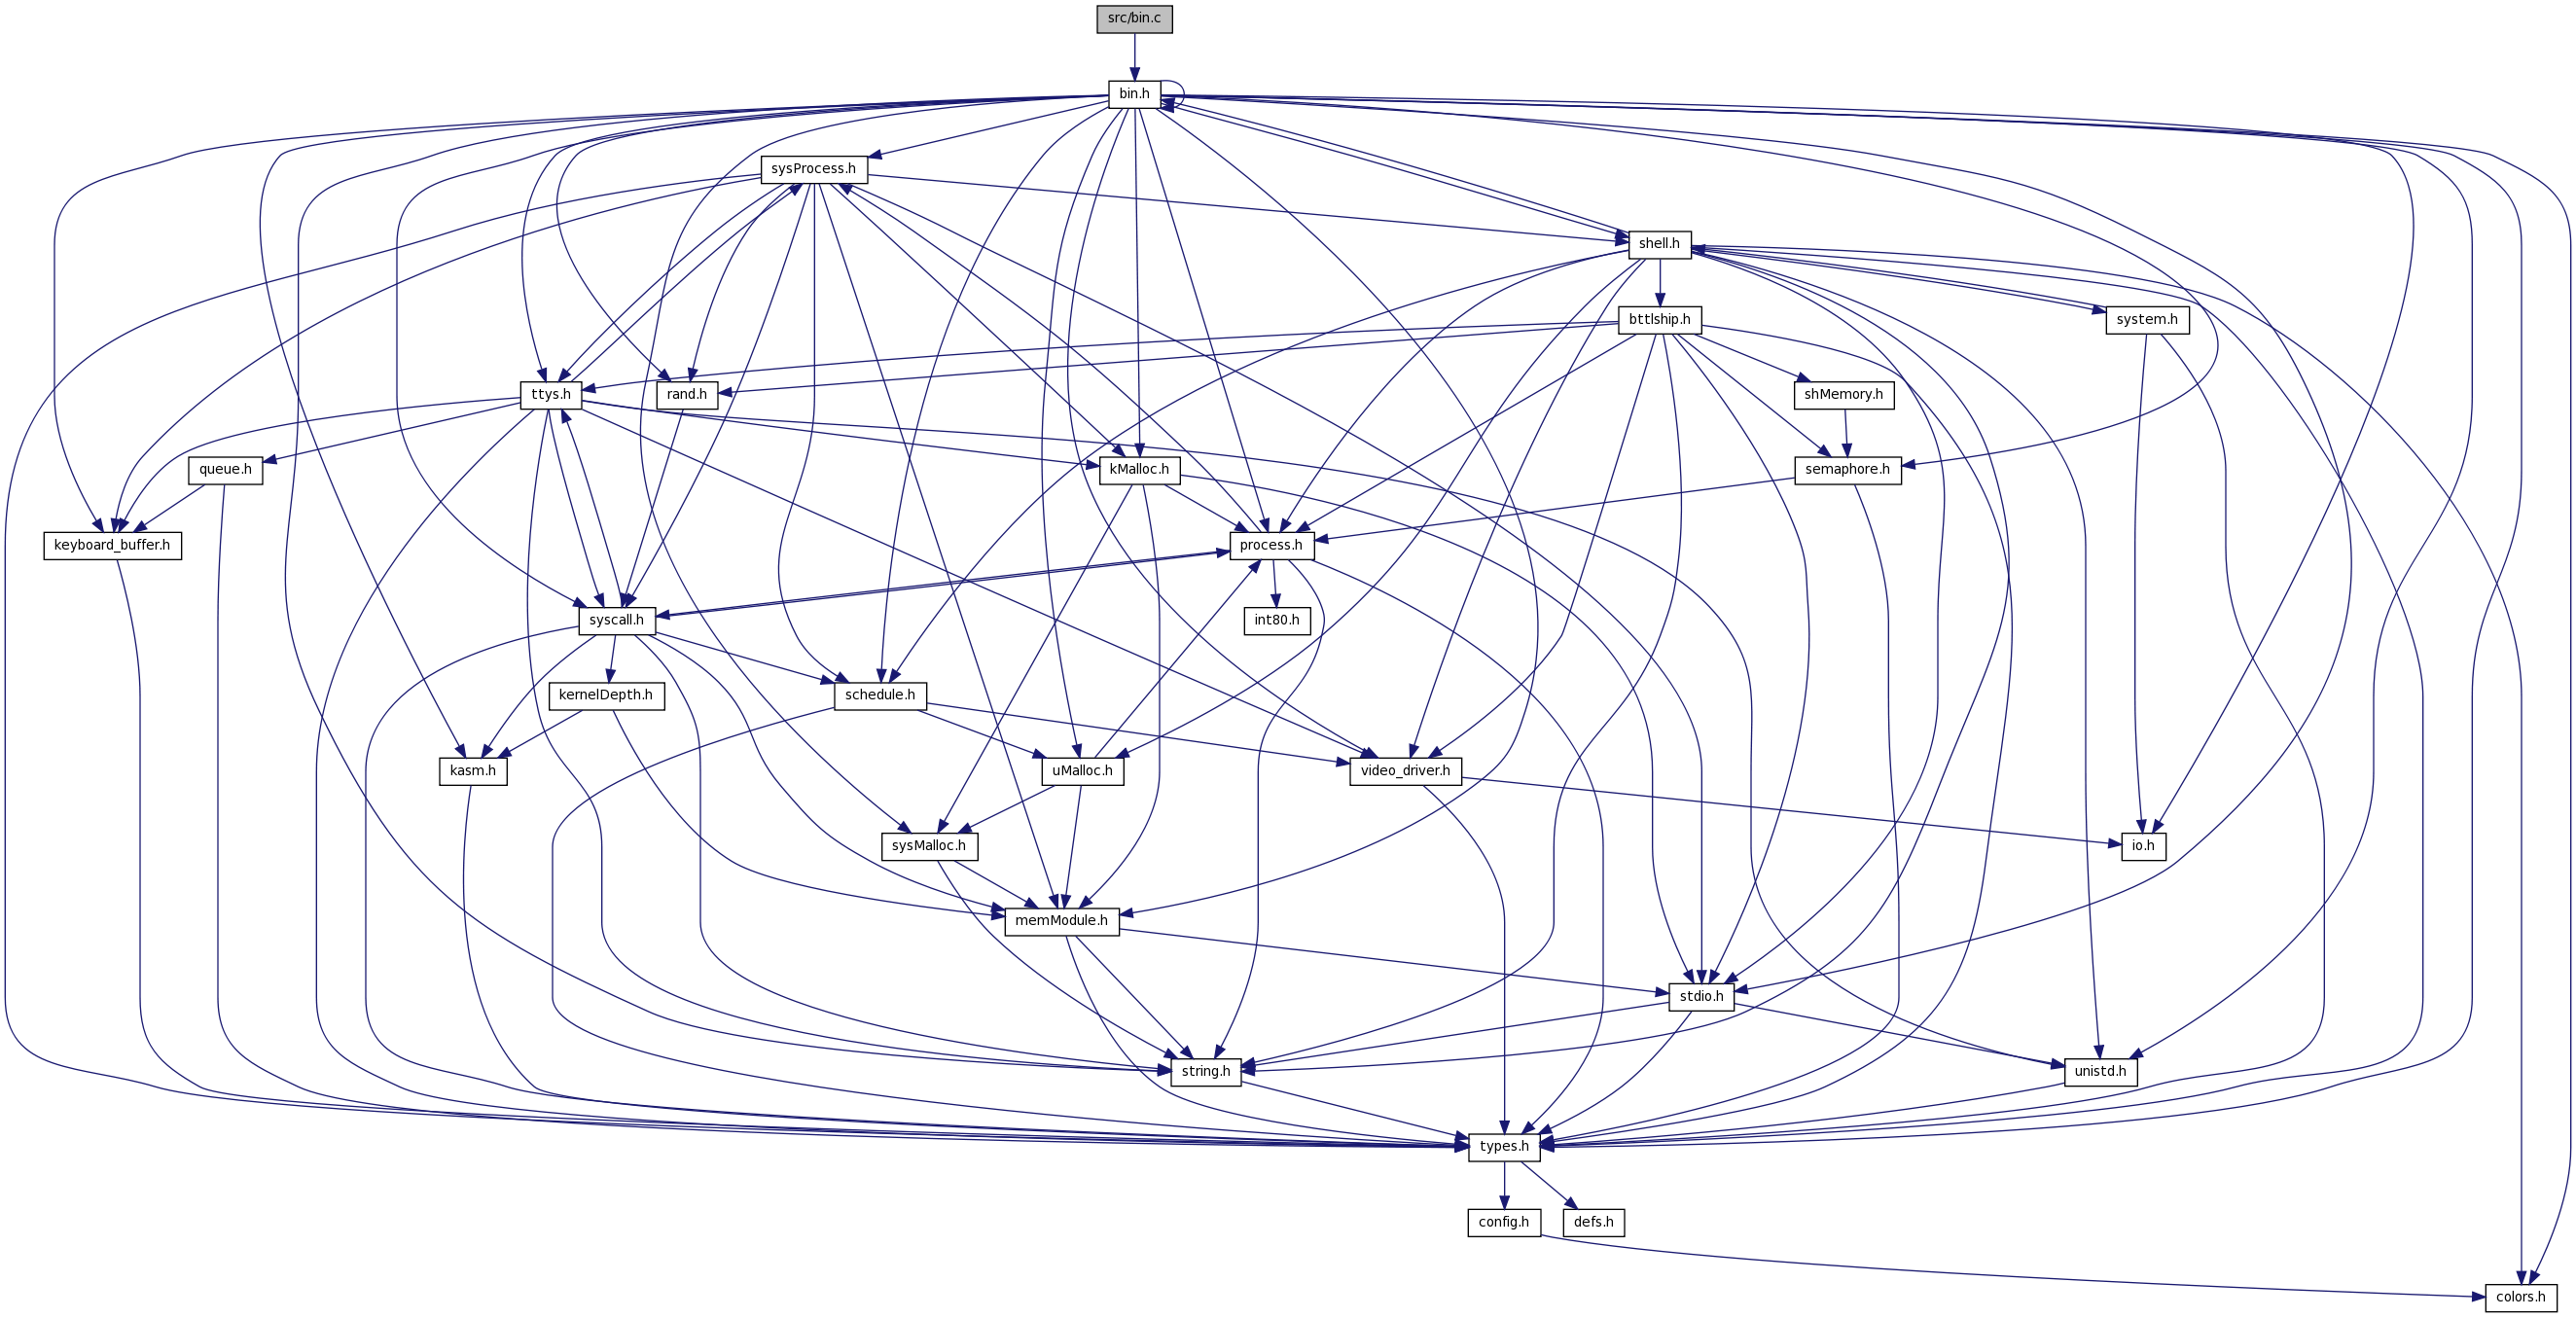 src/bin.c
bin.h
sysProcess.h
shell.h
bttlship.h
system.h
ttys.h
rand.h
shMemory.h
queue.h
kMalloc.h
semaphore.h
keyboard_buffer.h
process.h
syscall.h
int80.h
kernelDepth.h
schedule.h
kasm.h
uMalloc.h
video_driver.h
sysMalloc.h
io.h
memModule.h
stdio.h
string.h
unistd.h
types.h
config.h
defs.h
colors.h